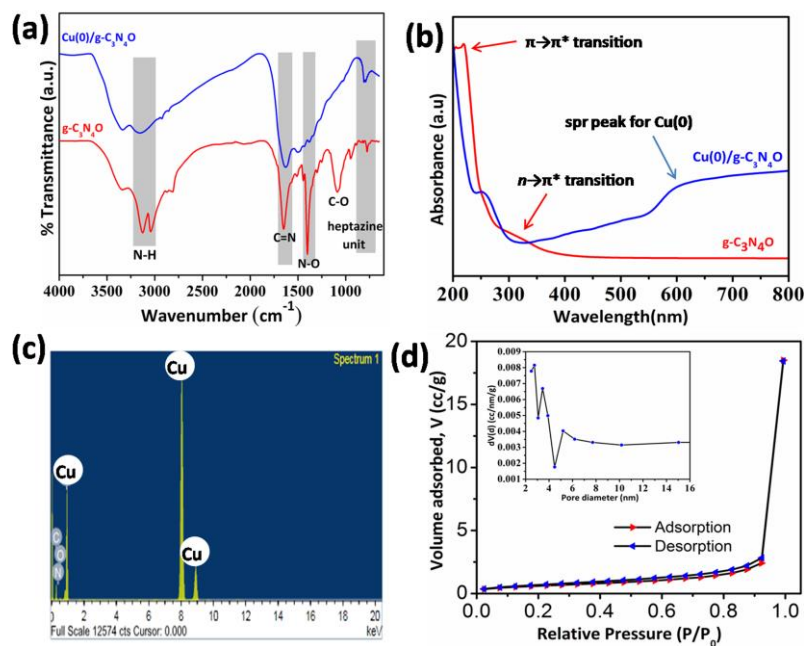 (a)
Cu(0)/g-C₃N₄O
g-C₃N₄O
N-H
C=N
N-O
C-O
heptazine
unit
% Transmittance (a.u.)
4000 3500 3000 2500 2000 1500 1000
Wavenumber (cm⁻¹)
(b)
π→π* transition
spr peak for Cu(0)
Cu(0)/g-C₃N₄O
n→π* transition
g-C₃N₄O
Absorbance (a.u)
200 300 400 500 600 700 800
Wavelength(nm)
(c)
Spectrum 1
Cu
Cu
Cu
C
O
N
0 2 4 6 8 10 12 14 16 18 20
Full Scale 12574 cts Cursor: 0.000
keV
(d)
20
15
10
5
0
Volume adsorbed, V (cc/g)
0.009
0.008
0.007
0.006
0.005
0.004
0.003
0.002
0.001
dV(d) (cc/nm/g)
2 4 6 8 10 12 14 16
Pore diameter (nm)
Adsorption
Desorption
0.0 0.2 0.4 0.6 0.8 1.0
Relative Pressure (P/P₀)